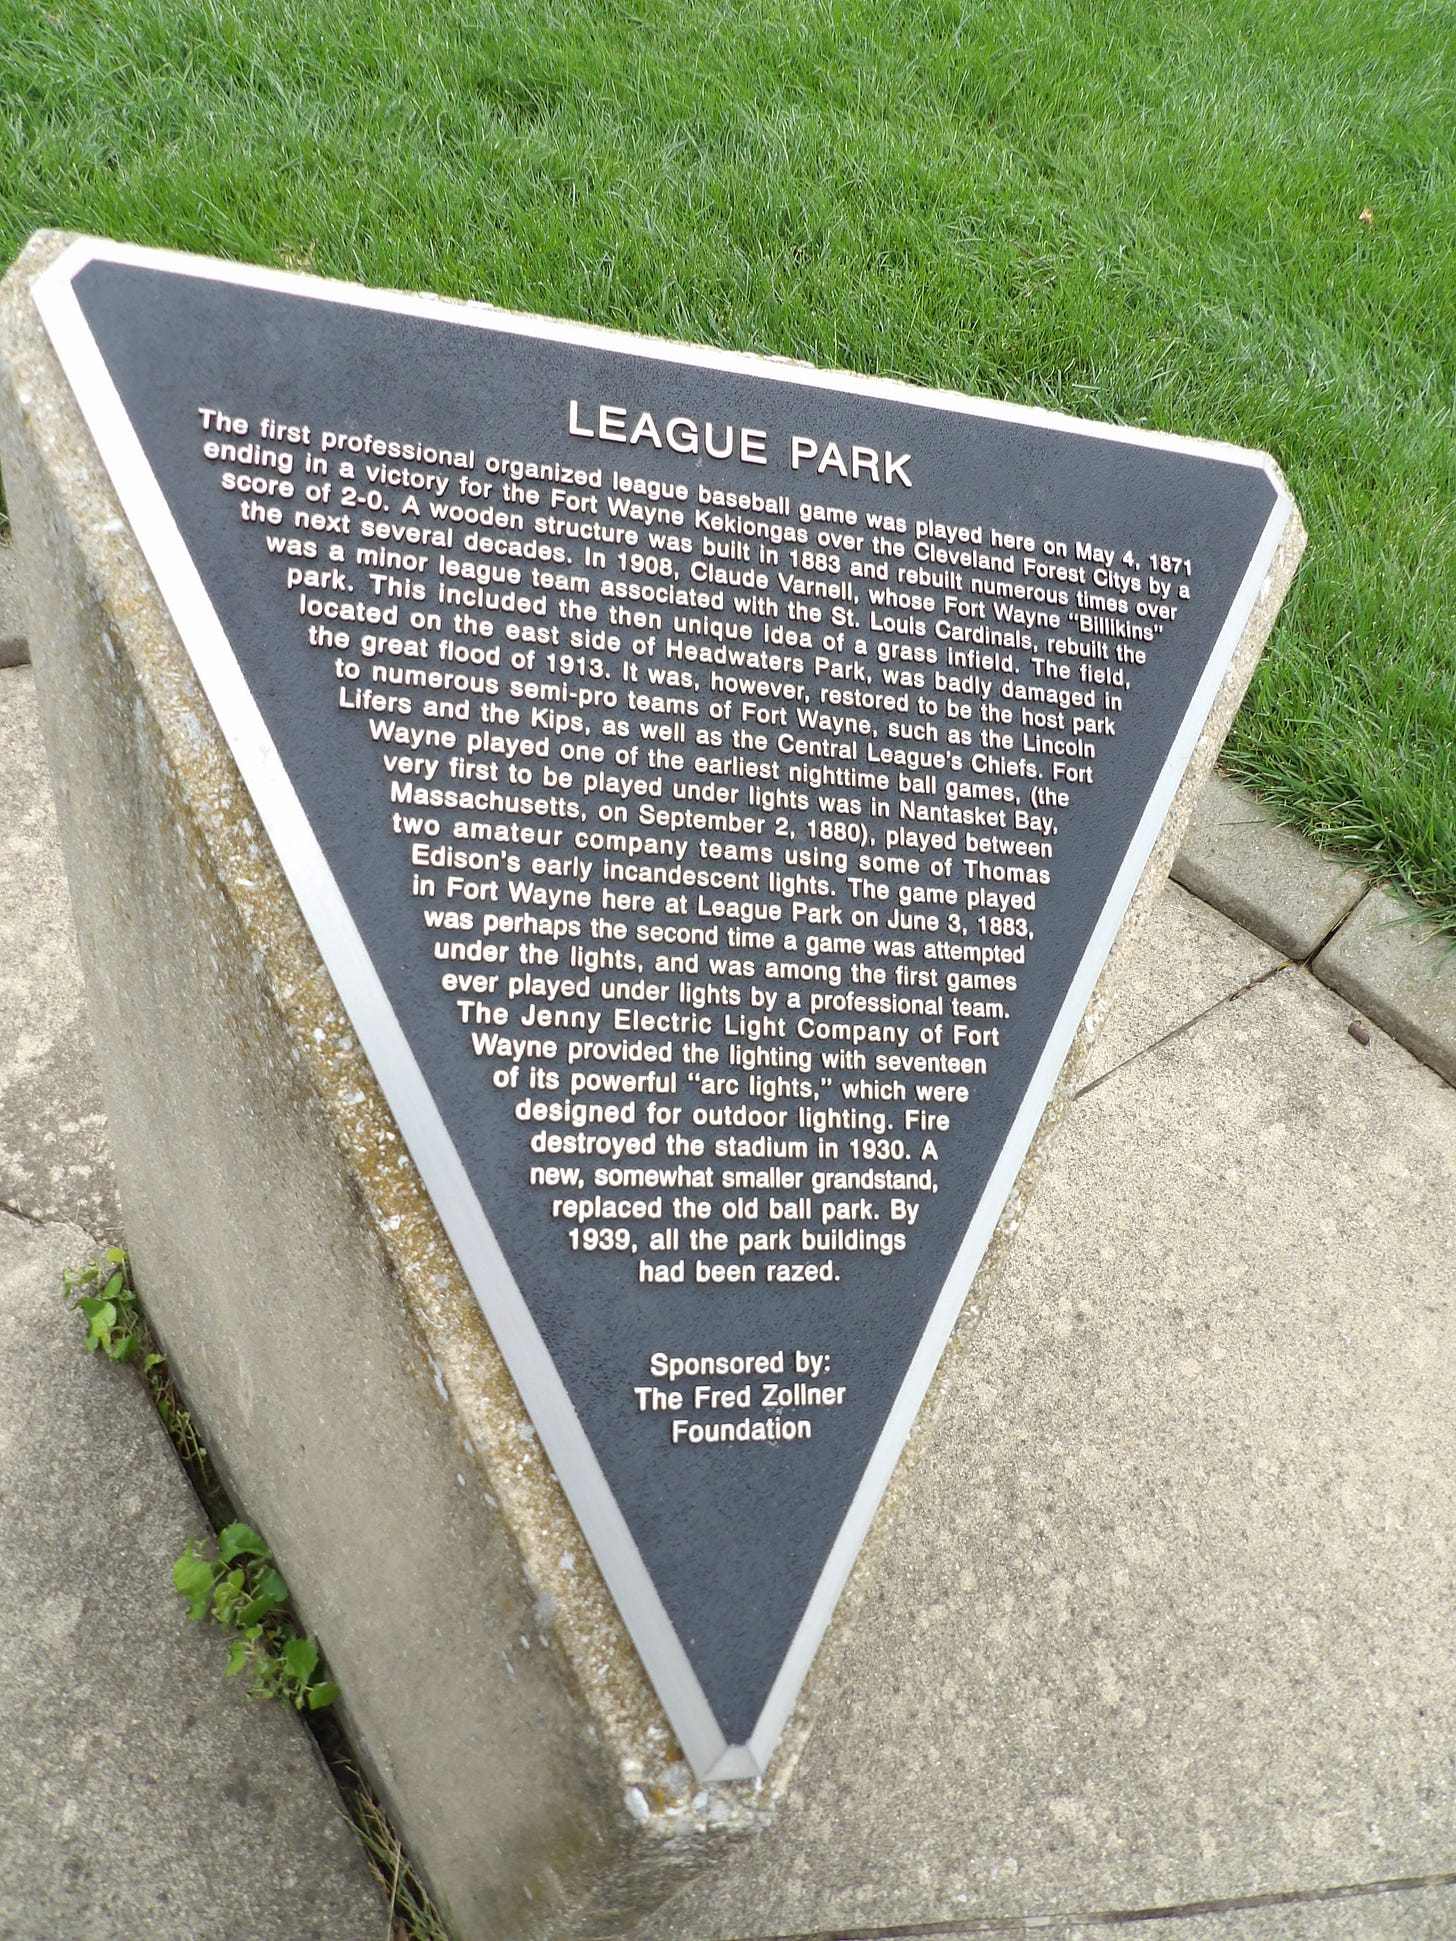 LEAGUE PARK
The first professional organized league baseball game was played here on May 4, 1871
ending in a victory for the Fort Wayne Kekiongas over the Cleveland Forest Citys by a
score of 2-0. A wooden structure was built in 1883 and rebuilt numerous times over
the next several decades. In 1908, Claude Varnell, whose Fort Wayne "Billikins"
was a minor league team associated with the St. Louis Cardinals, rebuilt the
park. This included the then unique idea of a grass infield. The field,
located on the east side of Headwaters Park, was badly damaged in
the great flood of 1913. It was, however, restored to be the host park
to numerous semi-pro teams of Fort Wayne, such as the Lincoln
Lifers and the Kips, as well as the Central League's Chiefs. Fort
Wayne played one of the earliest nighttime ball games, (the
very first to be played under lights was in Nantasket Bay,
Massachusetts, on September 2, 1880), played between
two amateur company teams using some of Thomas
Edison's early incandescent lights. The game played
in Fort Wayne here at League Park on June 3, 1883,
was perhaps the second time a game was attempted
under the lights, and was among the first games
ever played under lights by a professional team.
The Jenny Electric Light Company of Fort
Wayne provided the lighting with seventeen
of its powerful "arc lights," which were
designed for outdoor lighting. Fire
destroyed the stadium in 1930. A
new, somewhat smaller grandstand,
replaced the old ball park. By
1939, all the park buildings
had been razed.
Sponsored by:
The Fred Zollner
Foundation